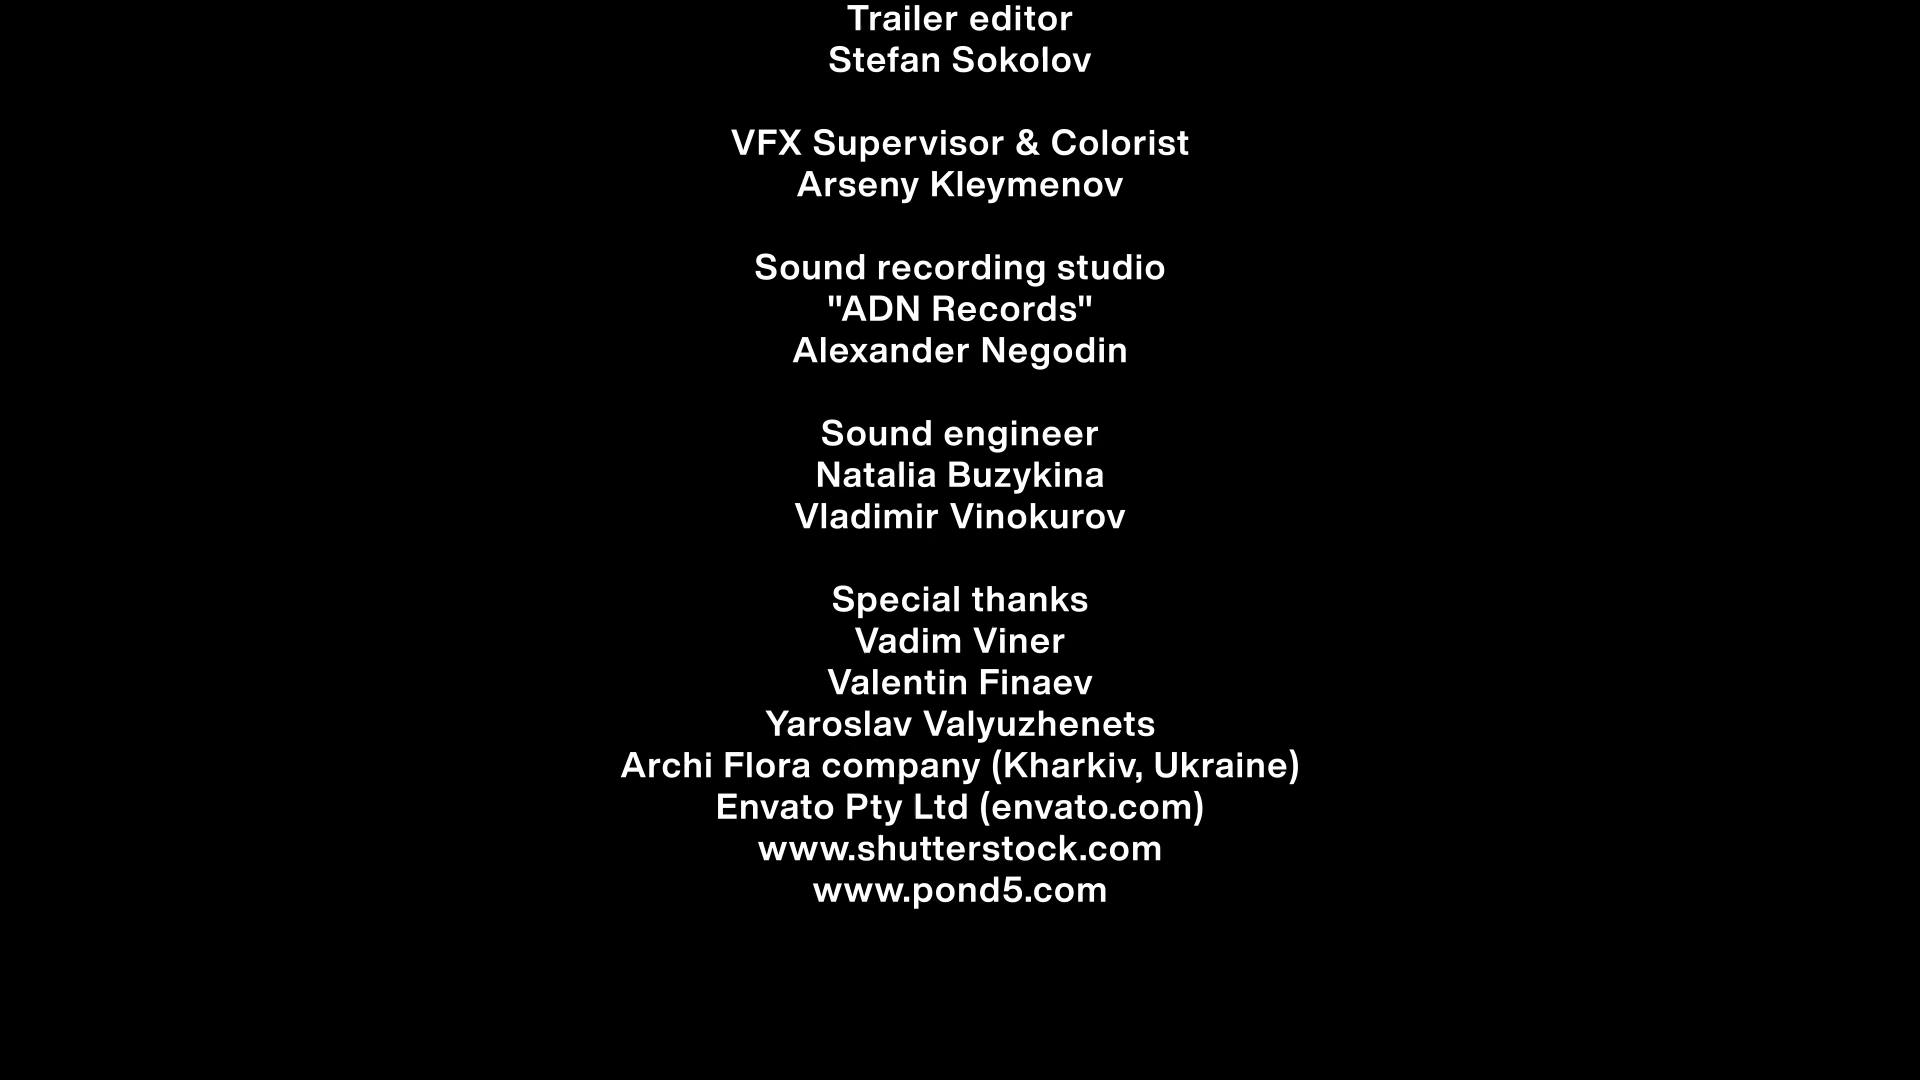 Trailer editor
Stefan Sokolov
VFX Supervisor & Colorist
Arseny Kleymenov
Sound recording studio
"ADN Records"
Alexander Negodin
Sound engineer
Natalia Buzykina
Vladimir Vinokurov
Special thanks
Vadim Viner
Valentin Finaev
Yaroslav Valyuzhenets
Archi Flora company (Kharkiv, Ukraine)
Envato Pty Ltd (envato.com)
www.shutterstock.com
www.pond5.com